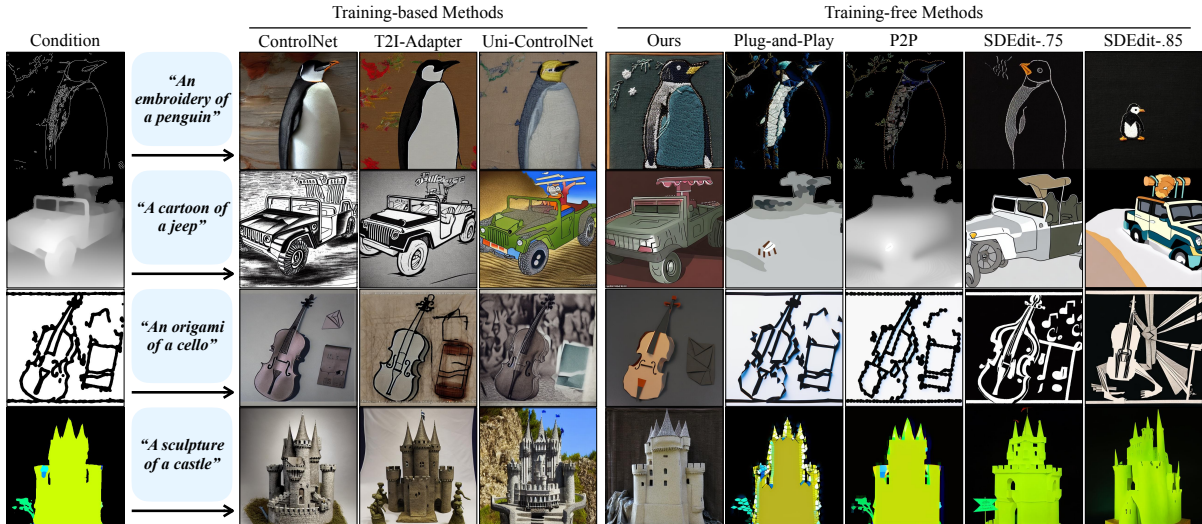 Training-based Methods
Training-free Methods
Condition
ControlNet
T2I-Adapter
Uni-ControlNet
Ours
Plug-and-Play
P2P
SDEdit-.75
SDEdit-.85
“An
embroidery of
a penguin”
“A cartoon of
a jeep”
“An origami
of a cello”
“A sculpture
of a castle”